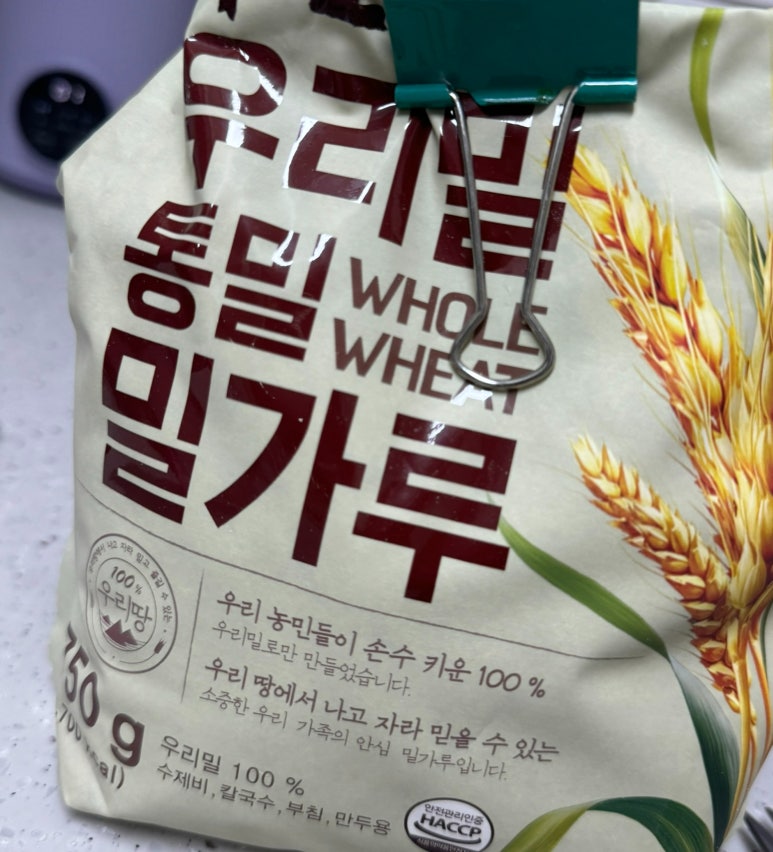 우리밀
통밀 WHOLE
WHEAT
밀가루
100%
우리땅
우리 농민들이 손수 키운 100 %
우리밀로만 만들었습니다.
우리 땅에서 나고 자라 믿을 수 있는
소중한 우리 가족의 안심 밀가루입니다.
750 g
우리밀 100 %
수제비, 칼국수, 부침, 만두용
안전관리인증
HACCP